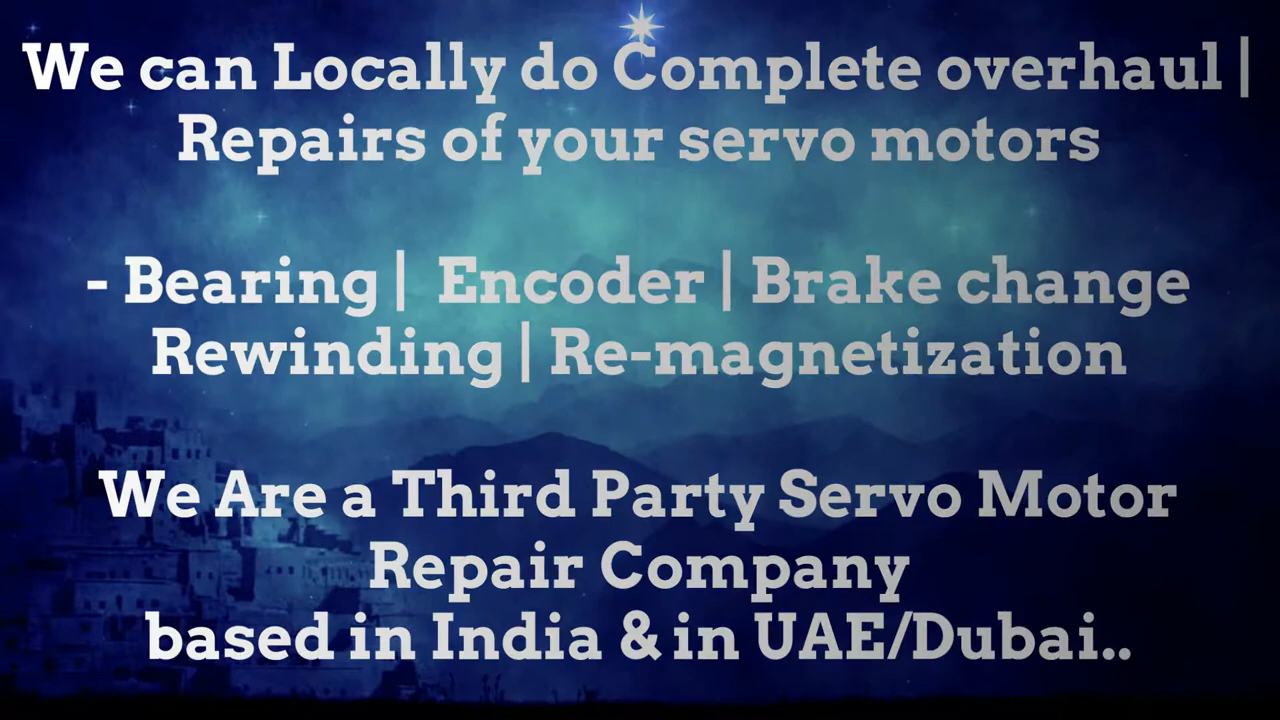 We can Locally do Complete overhaul |
Repairs of your servo motors
- Bearing | Encoder | Brake change
Rewinding | Re-magnetization
We Are a Third Party Servo Motor
Repair Company
based in India & in UAE/Dubai..